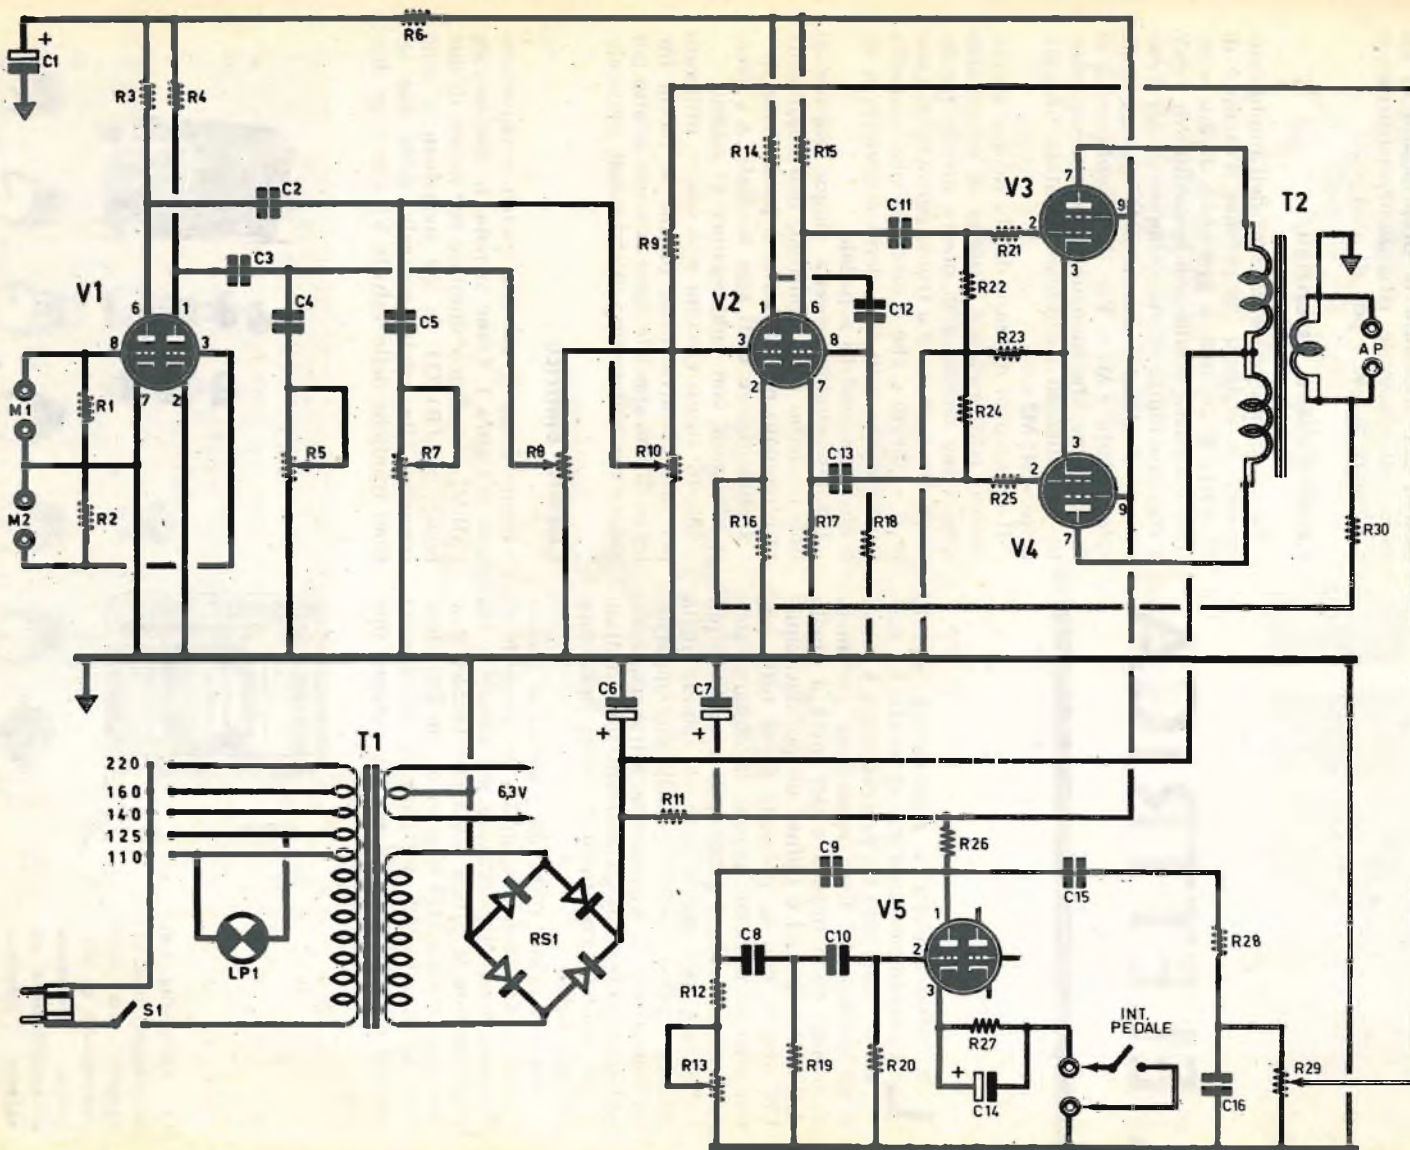 R6
+
C1
R3
R4
R14
R15
V3
7
9
2
3
T2
C2
C11
R21
R9
C3
V1
6
1
8
3
7
2
C4
C5
V2
1
6
3
8
2
7
C12
R22
R23
R24
AP
M1
R1
M2
R2
R5
R7
R8
R10
C13
R16
R17
R18
R25
3
2
9
7
V4
R30
C6
+
C7
+
T1
220
160
140
125
110
6,3V
R11
R26
C9
C15
LP1
RS1
S1
V5
1
2
3
C8
C10
R28
R12
R13
R19
R20
R27
+
C14
INT.
PEDALE
C16
R29